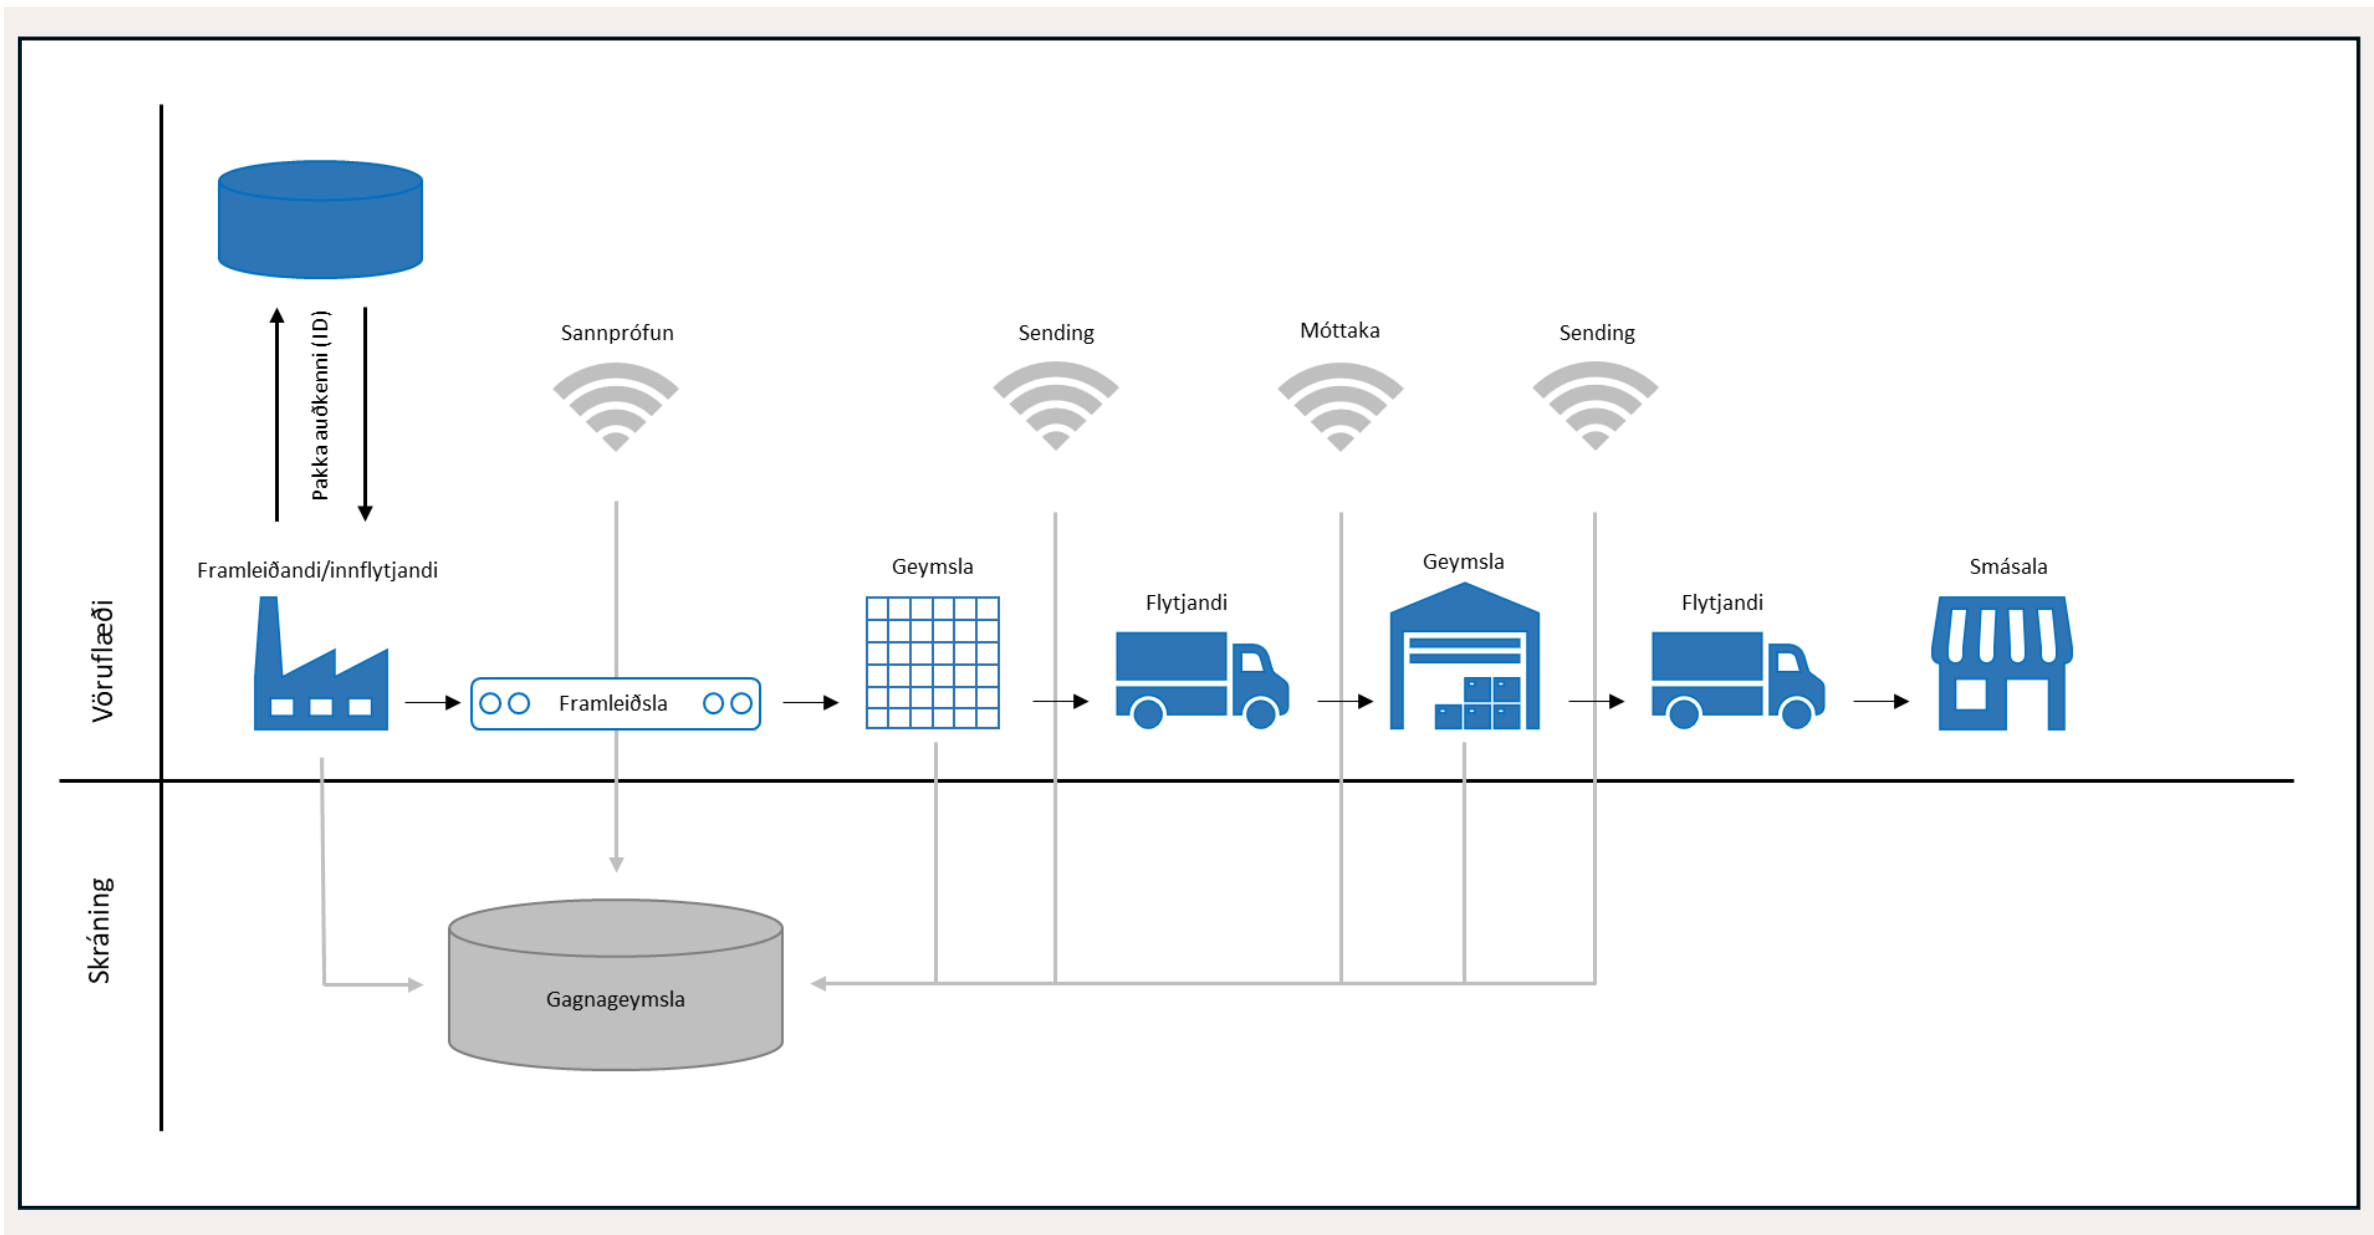 Pakka auðkenni (ID)
Sannprófun
Sending
Móttaka
Sending
Framleiðandi/innflytjandi
Geymsla
Flytjandi
Geymsla
Flytjandi
Smásala
Framleiðsla
Vöruflæði
Skráning
Gagnageymsla